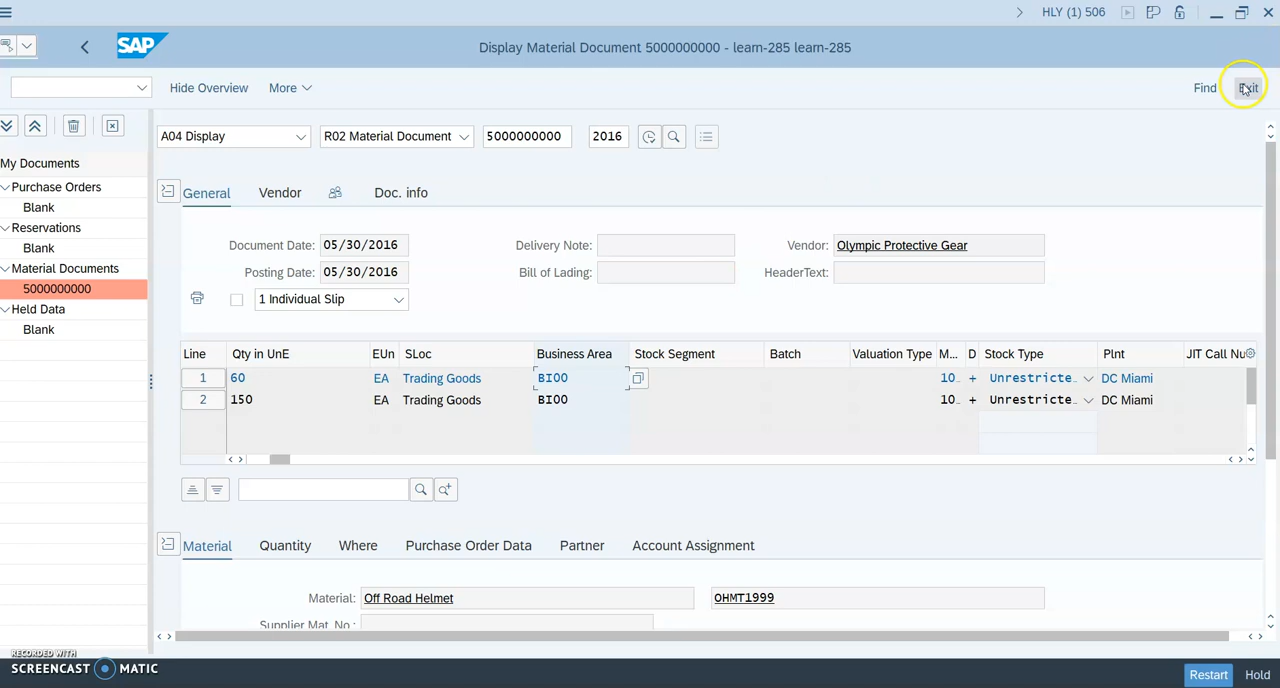 HLY (1) 506
SAP
Display Material Document 5000000000 - learn-285 learn-285
Hide Overview More Find Exit
A04 Display R02 Material Document 5000000000 2016
My Documents
Purchase Orders
Blank
Reservations
Blank
Material Documents
5000000000
Held Data
Blank
General Vendor Doc. info
Document Date: 05/30/2016 Delivery Note: Vendor: Olympic Protective Gear
Posting Date: 05/30/2016 Bill of Lading: HeaderText:
1 Individual Slip
Line Qty in UnE EUn SLoc Business Area Stock Segment Batch Valuation Type M... D Stock Type Plnt JIT Call Nu
1 60 EA Trading Goods BI00 10.. + Unrestricte.. DC Miami
2 150 EA Trading Goods BI00 10.. + Unrestricte.. DC Miami
Material Quantity Where Purchase Order Data Partner Account Assignment
Material: Off Road Helmet OHMT1999
Supplier Mat. No.:
RECORDED WITH
SCREENCAST MATIC
Restart Hold